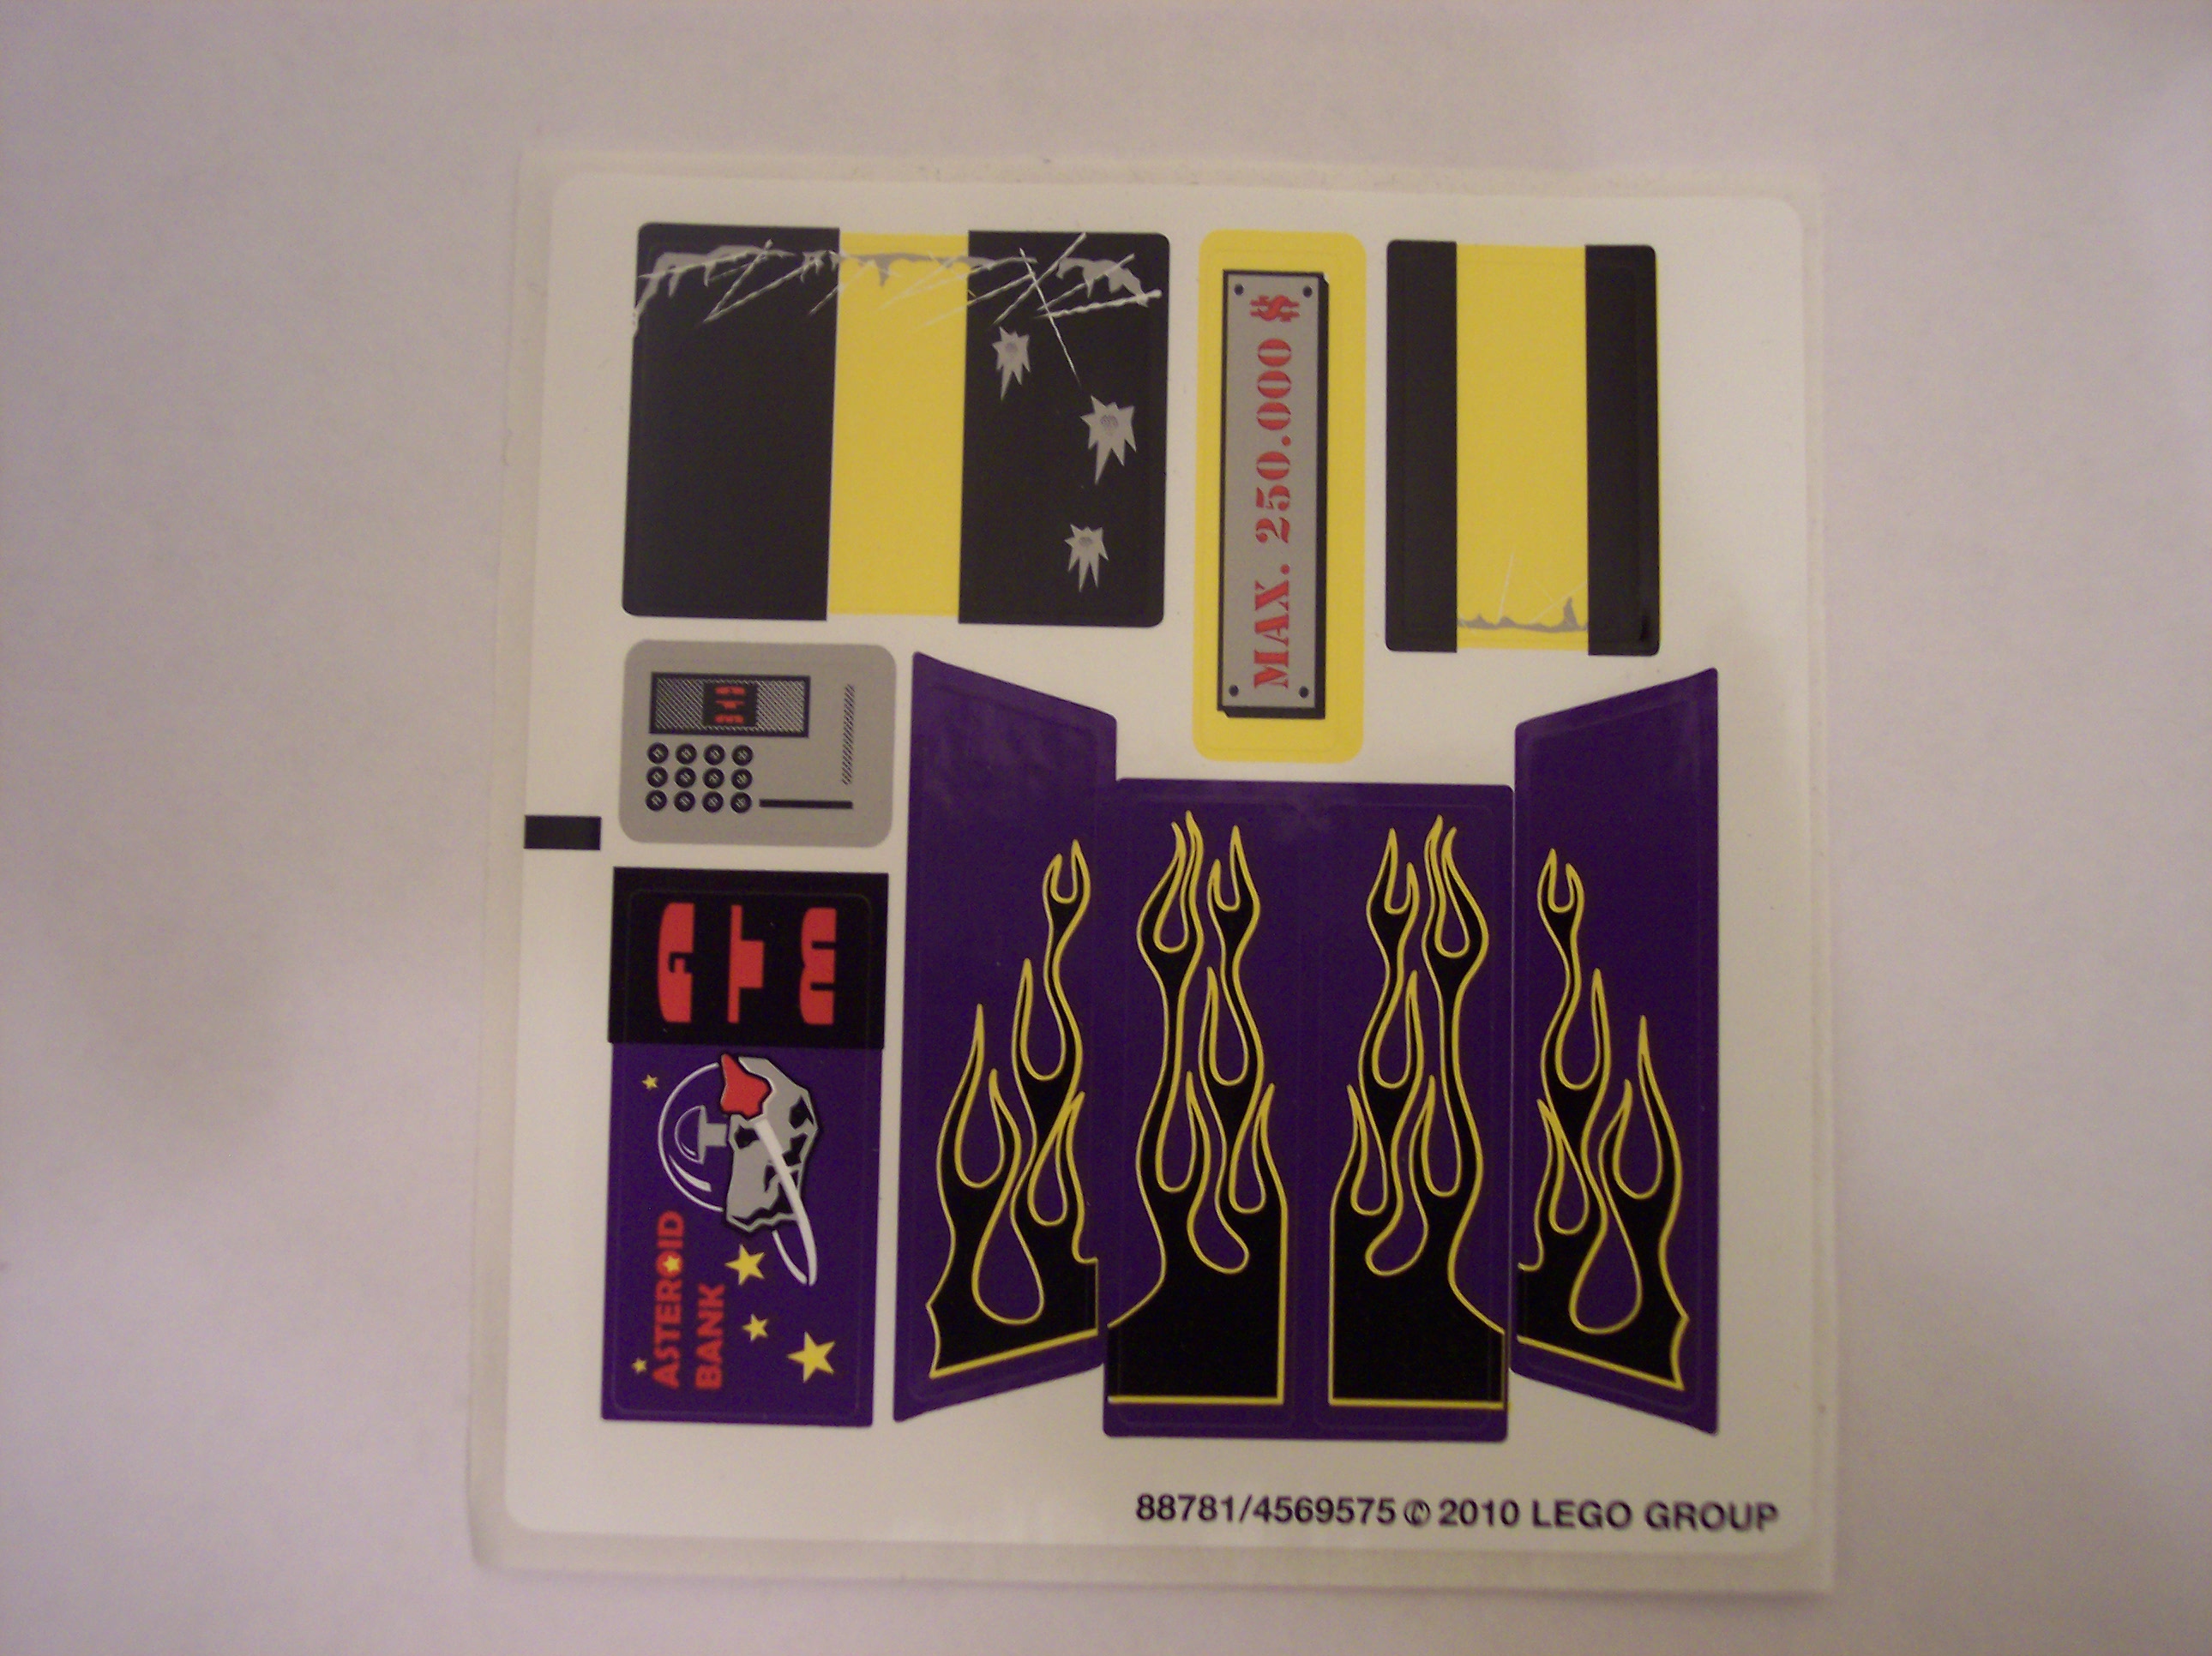 MAX. 250.000 $
ATM
ASTEROID
BANK
88781/4569575 © 2010 LEGO GROUP